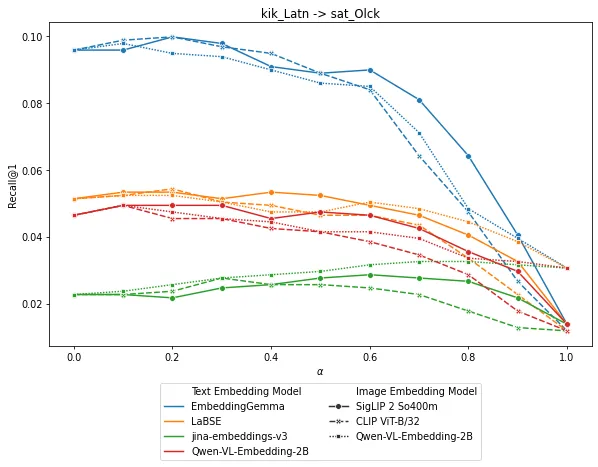 kik_Latn -> sat_Olck
0.10
0.08
0.06
0.04
0.02
Recall@1
0.0 0.2 0.4 0.6 0.8 1.0
α
Text Embedding Model
EmbeddingGemma
LaBSE
jina-embeddings-v3
Qwen-VL-Embedding-2B
Image Embedding Model
SigLIP 2 So400m
CLIP ViT-B/32
Qwen-VL-Embedding-2B